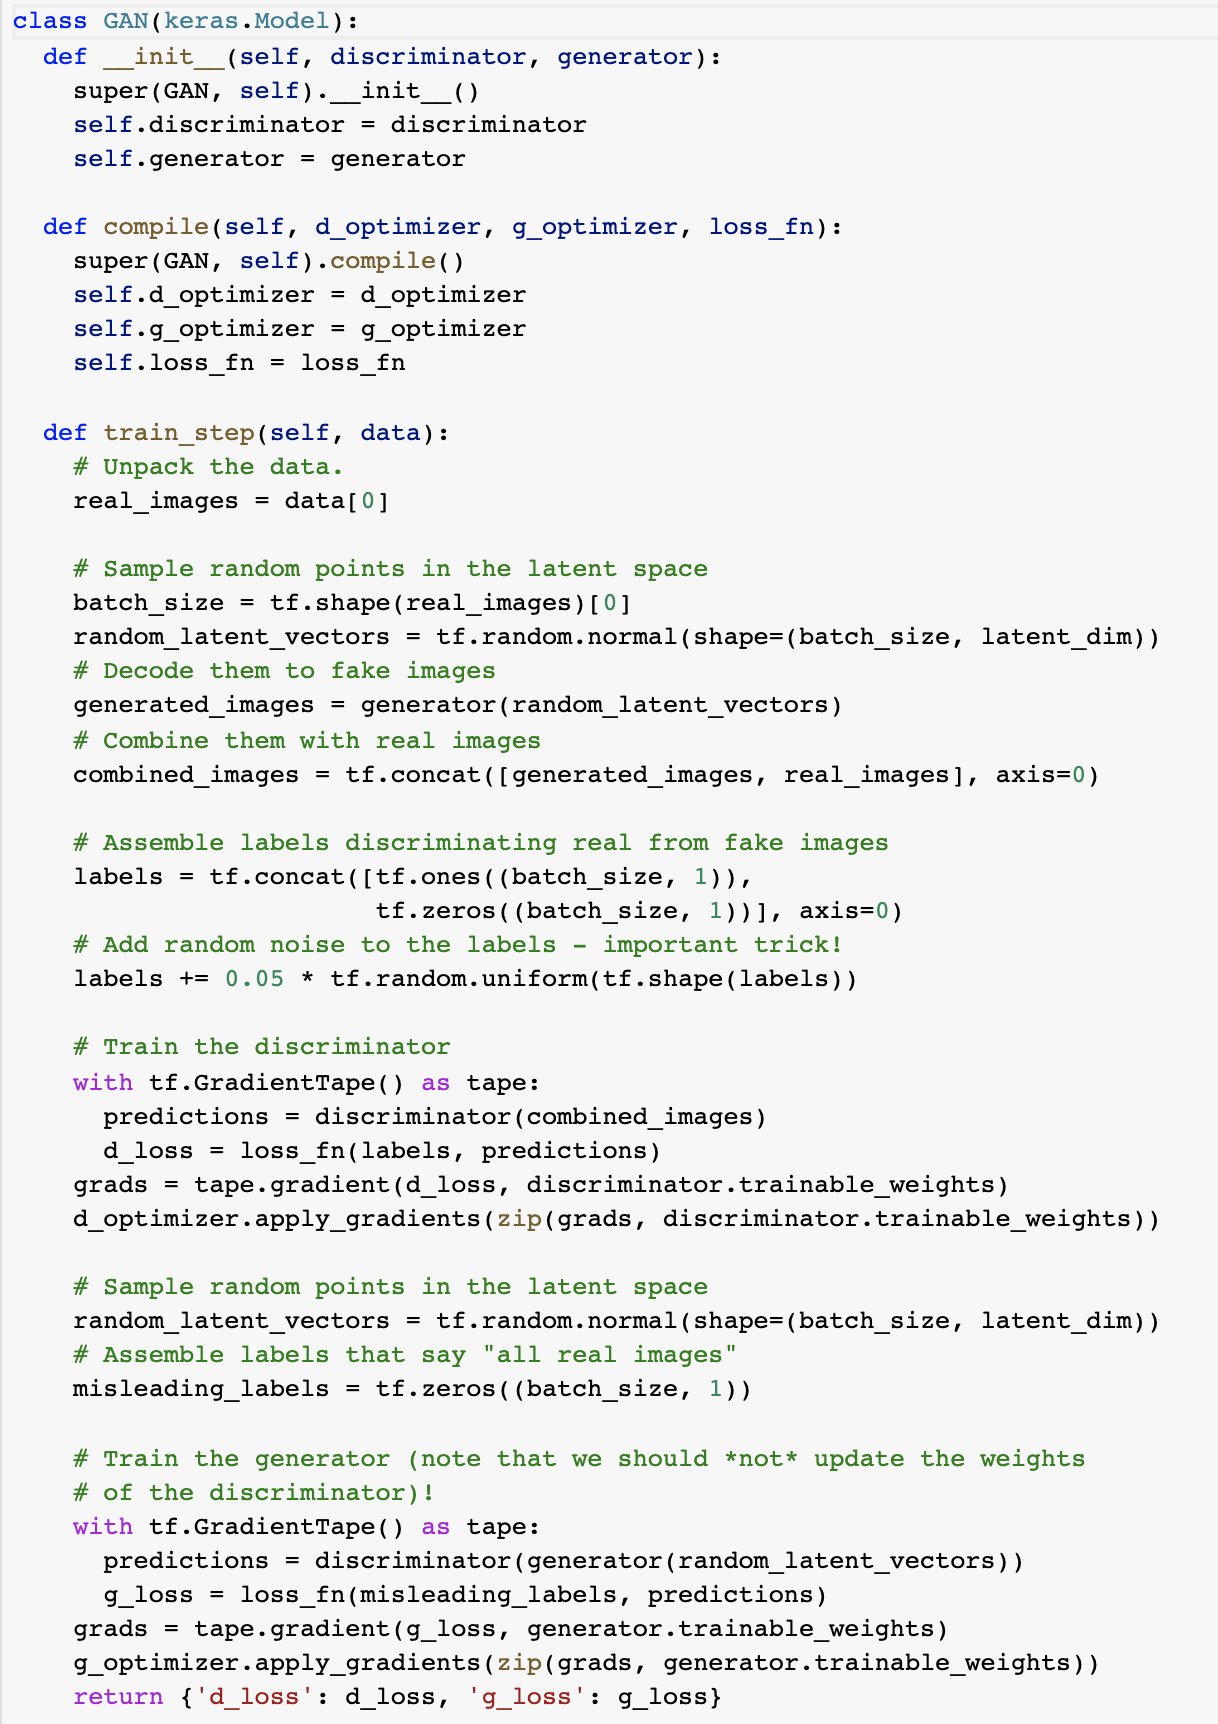 class GAN(keras.Model):
  def __init__(self, discriminator, generator):
    super(GAN, self).__init__()
    self.discriminator = discriminator
    self.generator = generator

  def compile(self, d_optimizer, g_optimizer, loss_fn):
    super(GAN, self).compile()
    self.d_optimizer = d_optimizer
    self.g_optimizer = g_optimizer
    self.loss_fn = loss_fn

  def train_step(self, data):
    # Unpack the data.
    real_images = data[0]

    # Sample random points in the latent space
    batch_size = tf.shape(real_images)[0]
    random_latent_vectors = tf.random.normal(shape=(batch_size, latent_dim))
    # Decode them to fake images
    generated_images = generator(random_latent_vectors)
    # Combine them with real images
    combined_images = tf.concat([generated_images, real_images], axis=0)

    # Assemble labels discriminating real from fake images
    labels = tf.concat([tf.ones((batch_size, 1)),
                        tf.zeros((batch_size, 1))], axis=0)
    # Add random noise to the labels - important trick!
    labels += 0.05 * tf.random.uniform(tf.shape(labels))

    # Train the discriminator
    with tf.GradientTape() as tape:
      predictions = discriminator(combined_images)
      d_loss = loss_fn(labels, predictions)
    grads = tape.gradient(d_loss, discriminator.trainable_weights)
    d_optimizer.apply_gradients(zip(grads, discriminator.trainable_weights))

    # Sample random points in the latent space
    random_latent_vectors = tf.random.normal(shape=(batch_size, latent_dim))
    # Assemble labels that say "all real images"
    misleading_labels = tf.zeros((batch_size, 1))

    # Train the generator (note that we should *not* update the weights
    # of the discriminator)!
    with tf.GradientTape() as tape:
      predictions = discriminator(generator(random_latent_vectors))
      g_loss = loss_fn(misleading_labels, predictions)
    grads = tape.gradient(g_loss, generator.trainable_weights)
    g_optimizer.apply_gradients(zip(grads, generator.trainable_weights))
    return {'d_loss': d_loss, 'g_loss': g_loss}